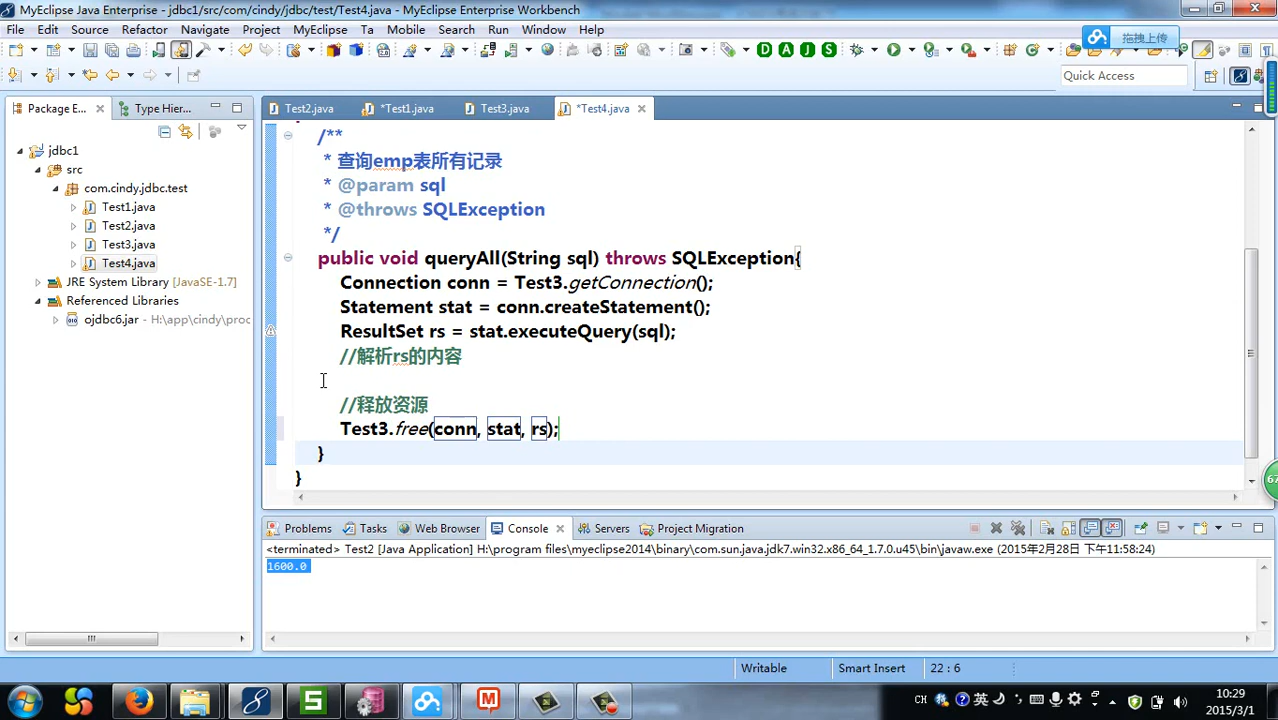 MyEclipse Java Enterprise - jdbc1/src/com/cindy/jdbc/test/Test4.java - MyEclipse Enterprise Workbench
File Edit Source Refactor Navigate Project MyEclipse Ta Mobile Search Run Window Help
拖拽上传
Quick Access
Package E... Type Hier...
Test2.java *Test1.java Test3.java *Test4.java
jdbc1
src
com.cindy.jdbc.test
Test1.java
Test2.java
Test3.java
Test4.java
JRE System Library [JavaSE-1.7]
Referenced Libraries
ojdbc6.jar - H:\app\cindy\proc
/**
* 查询emp表所有记录
* @param sql
* @throws SQLException
*/
public void queryAll(String sql) throws SQLException{
Connection conn = Test3.getConnection();
Statement stat = conn.createStatement();
ResultSet rs = stat.executeQuery(sql);
//解析rs的内容
//释放资源
Test3.free(conn, stat, rs);
}
}
67
Problems Tasks Web Browser Console Servers Project Migration
<terminated> Test2 [Java Application] H:\program files\myeclipse2014\binary\com.sun.java.jdk7.win32.x86_64_1.7.0.u45\bin\javaw.exe (2015年2月28日 下午11:58:24)
1600.0
Writable Smart Insert 22 : 6
CH 英 10:29
2015/3/1